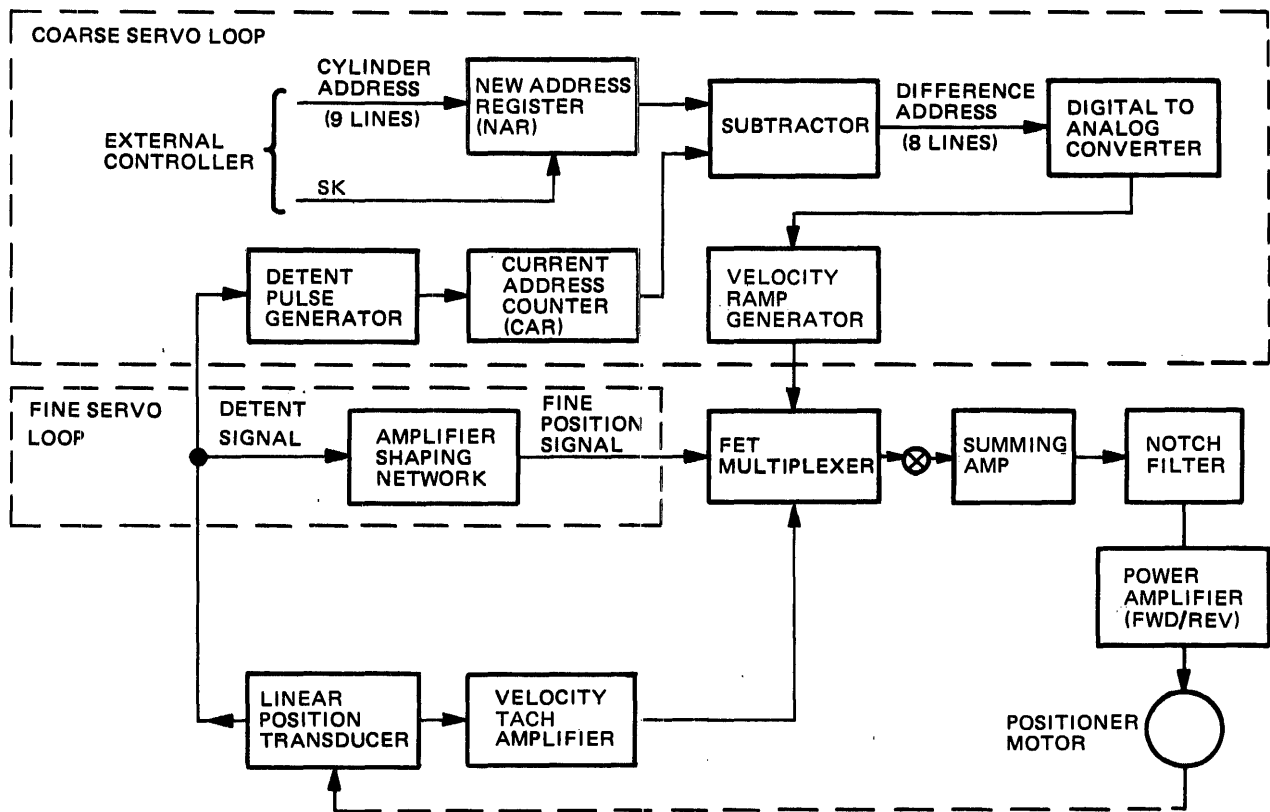 COARSE SERVO LOOP
EXTERNAL
CONTROLLER
CYLINDER
ADDRESS
(9 LINES)
SK
NEW ADDRESS
REGISTER
(NAR)
SUBTRACTOR
DIFFERENCE
ADDRESS
(8 LINES)
DIGITAL TO
ANALOG
CONVERTER
DETENT
PULSE
GENERATOR
CURRENT
ADDRESS
COUNTER
(CAR)
VELOCITY
RAMP
GENERATOR
FINE SERVO
LOOP
DETENT
SIGNAL
AMPLIFIER
SHAPING
NETWORK
FINE
POSITION
SIGNAL
FET
MULTIPLEXER
SUMMING
AMP
NOTCH
FILTER
POWER
AMPLIFIER
(FWD/REV)
LINEAR
POSITION
TRANSDUCER
VELOCITY
TACH
AMPLIFIER
POSITIONER
MOTOR